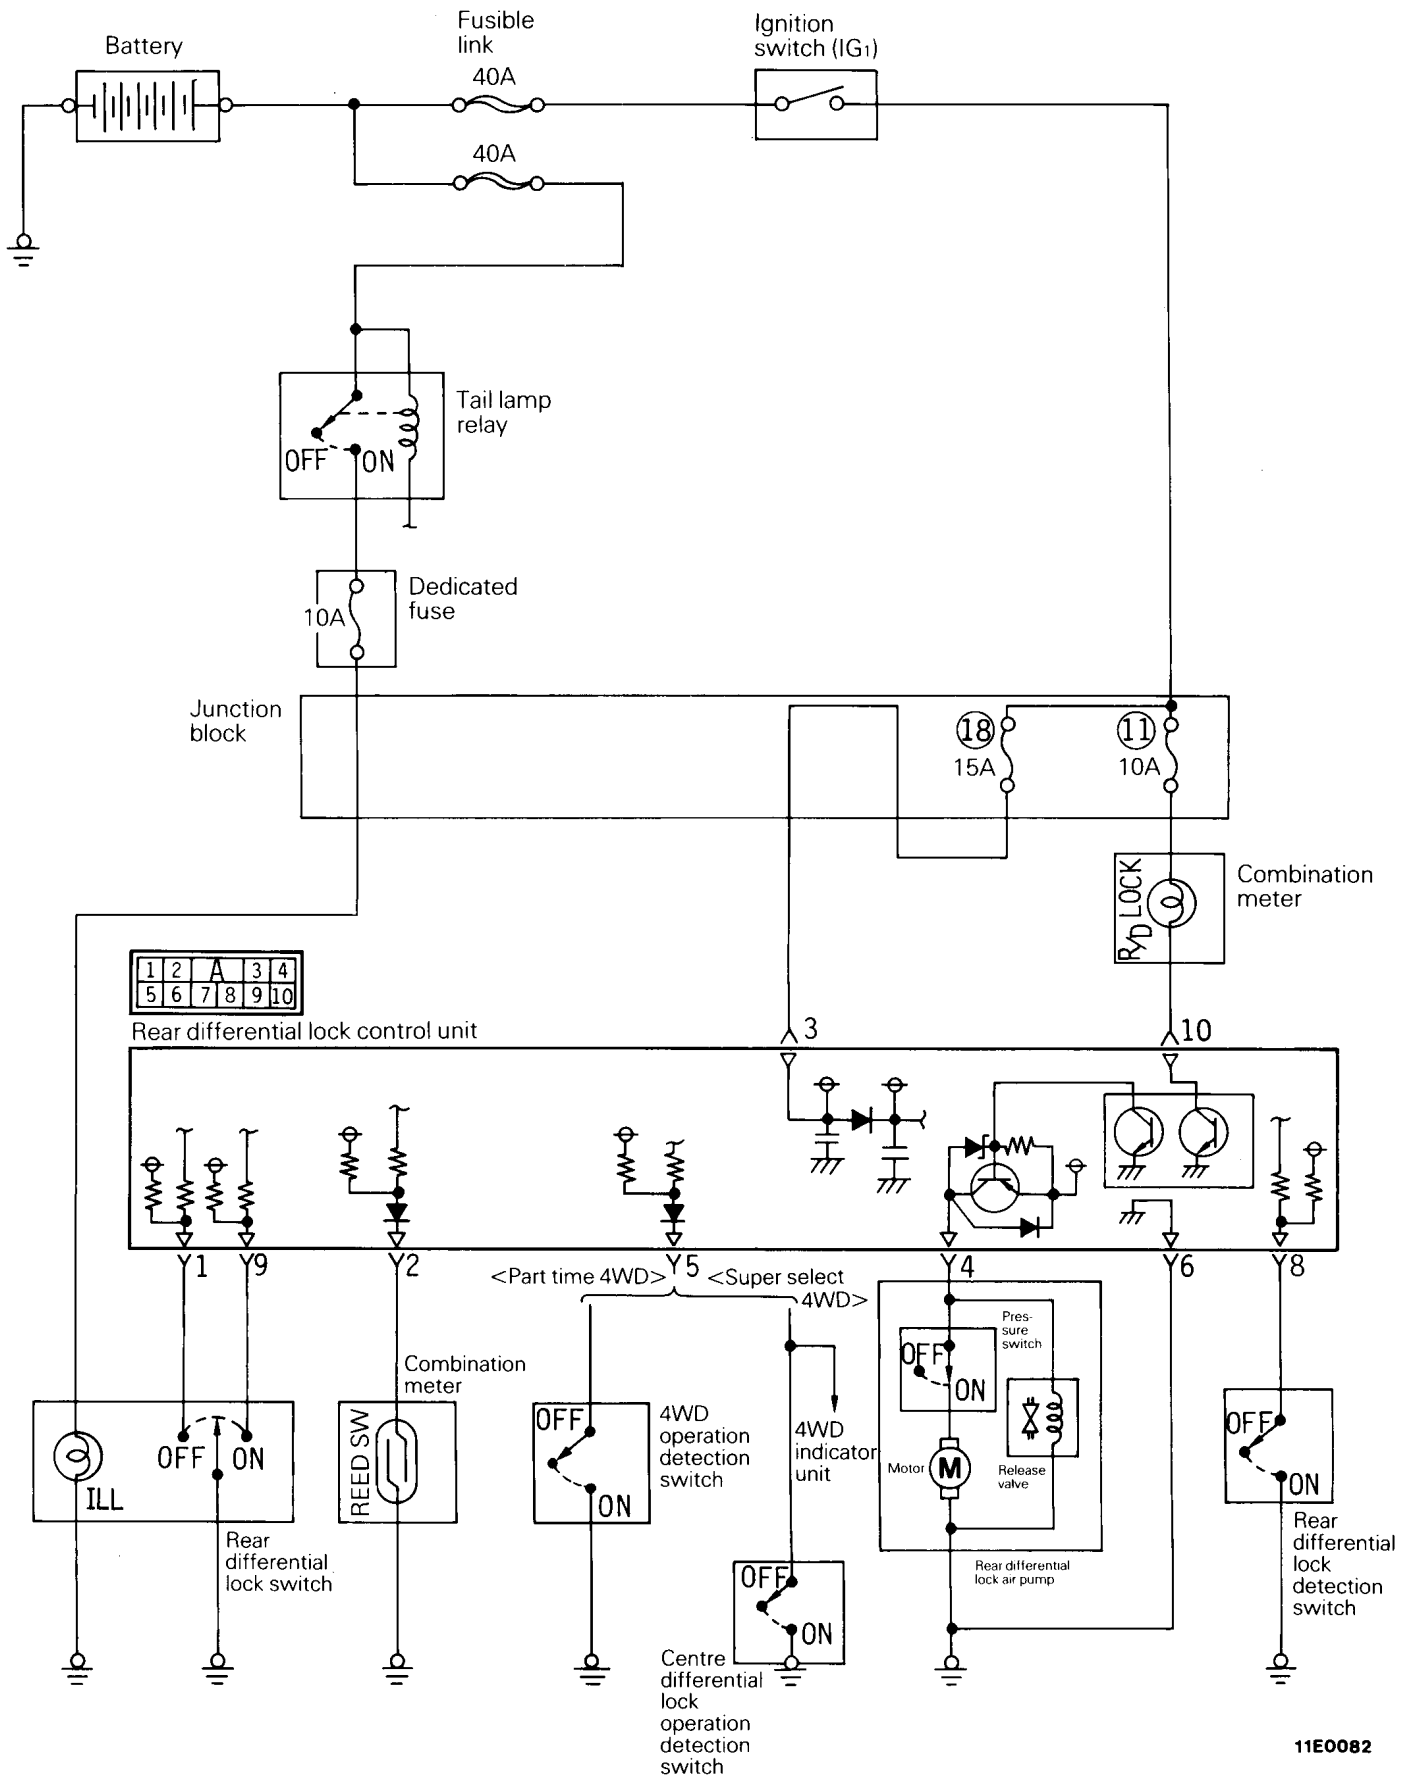 Battery
Fusible
link
40A
Ignition
switch (IG1)
40A
Tail lamp
relay
OFF
ON
10A
Dedicated
fuse
Junction
block
18
15A
11
10A
R/D LOCK
Combination
meter
1 2 A 3 4
5 6 7 8 9 10
Rear differential lock control unit
3
10
1
9
2
5
4
6
8
<Part time 4WD>
<Super select
4WD>
ILL
OFF
ON
Rear
differential
lock switch
Combination
meter
REED SW
OFF
ON
4WD
operation
detection
switch
4WD
indicator
unit
OFF
ON
Centre
differential
lock
operation
detection
switch
Pres-
sure
switch
OFF
ON
Motor
M
Release
valve
Rear differential
lock air pump
OFF
ON
Rear
differential
lock
detection
switch
11E0082